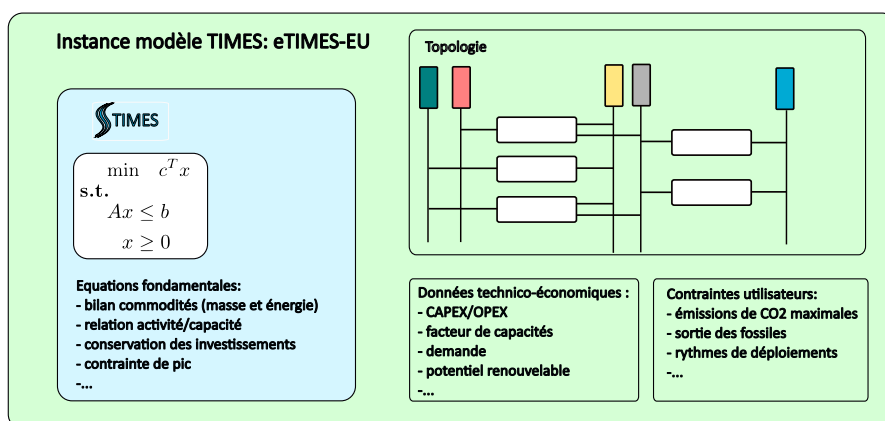 Instance modèle TIMES: eTIMES-EU
TIMES
min c^T x
s.t.
Ax ≤ b
x ≥ 0
Equations fondamentales:
- bilan commodités (masse et énergie)
- relation activité/capacité
- conservation des investissements
- contrainte de pic
-...
Topologie
Données technico-économiques :
- CAPEX/OPEX
- facteur de capacités
- demande
- potentiel renouvelable
-...
Contraintes utilisateurs:
- émissions de CO2 maximales
- sortie des fossiles
- rythmes de déploiements
-...